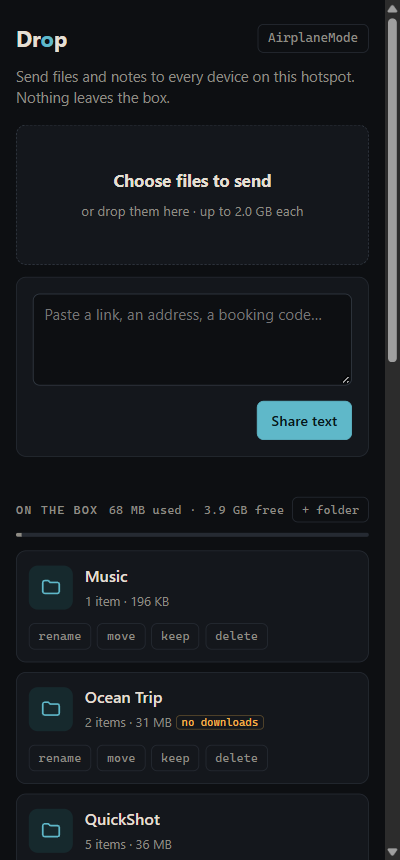 Drop
AirplaneMode
Send files and notes to every device on this hotspot.
Nothing leaves the box.
Choose files to send
or drop them here · up to 2.0 GB each
Paste a link, an address, a booking code...
Share text
ON THE BOX 68 MB used · 3.9 GB free + folder
Music
1 item · 196 KB
rename move keep delete
Ocean Trip
2 items · 31 MB no downloads
rename move keep delete
QuickShot
5 items · 36 MB